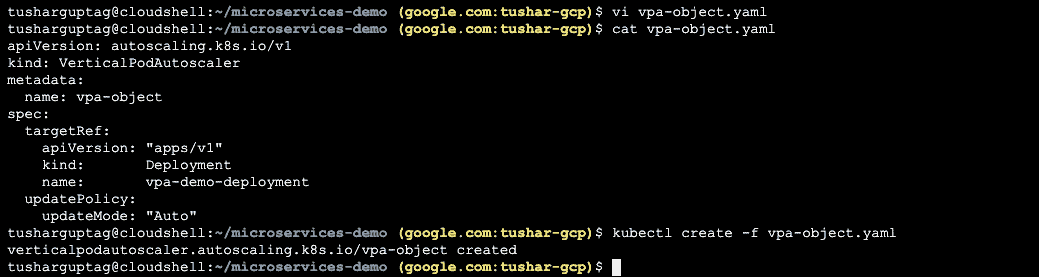 tusharguptag@cloudshell:~/microservices-demo (google.com:tushar-gcp)$ vi vpa-object.yaml
tusharguptag@cloudshell:~/microservices-demo (google.com:tushar-gcp)$ cat vpa-object.yaml
apiVersion: autoscaling.k8s.io/v1
kind: VerticalPodAutoscaler
metadata:
  name: vpa-object
spec:
  targetRef:
    apiVersion: "apps/v1"
    kind:       Deployment
    name:       vpa-demo-deployment
  updatePolicy:
    updateMode: "Auto"
tusharguptag@cloudshell:~/microservices-demo (google.com:tushar-gcp)$ kubectl create -f vpa-object.yaml
verticalpodautoscaler.autoscaling.k8s.io/vpa-object created
tusharguptag@cloudshell:~/microservices-demo (google.com:tushar-gcp)$